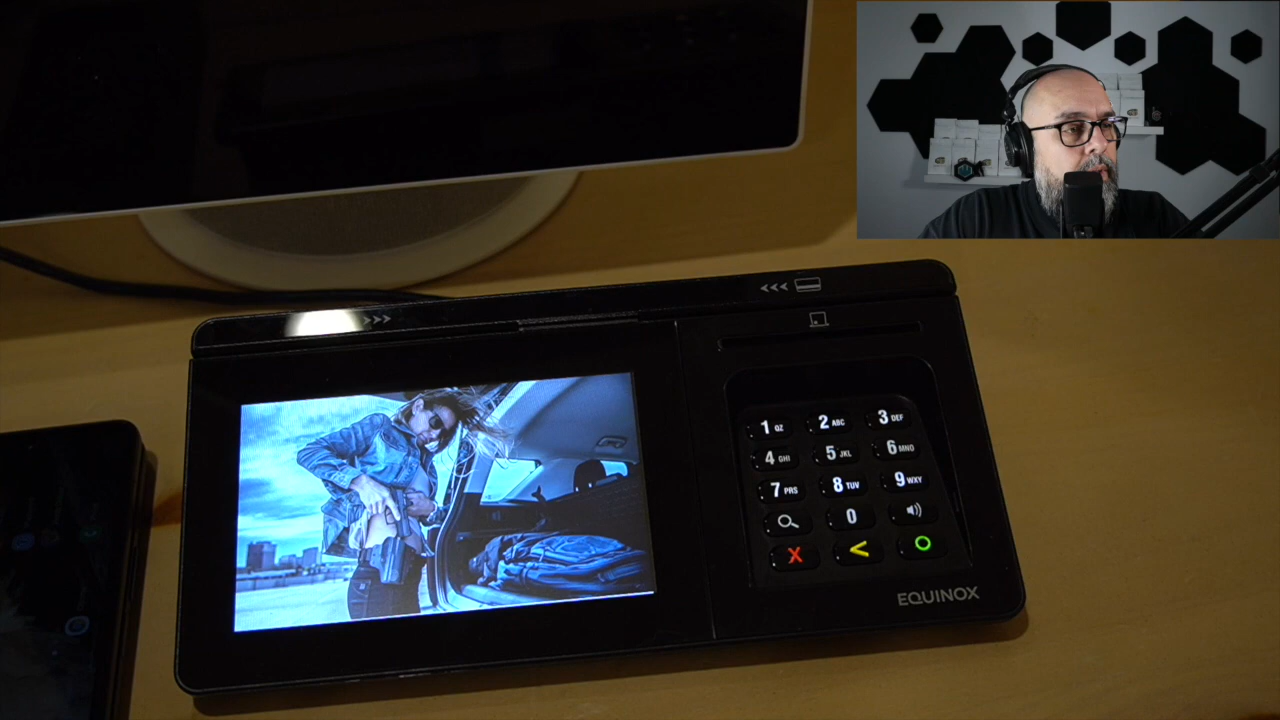 1 QZ
2 ABC
3 DEF
4 GHI
5 JKL
6 MNO
7 PRS
8 TUV
9 WXY
0
X
<
EQUINOX